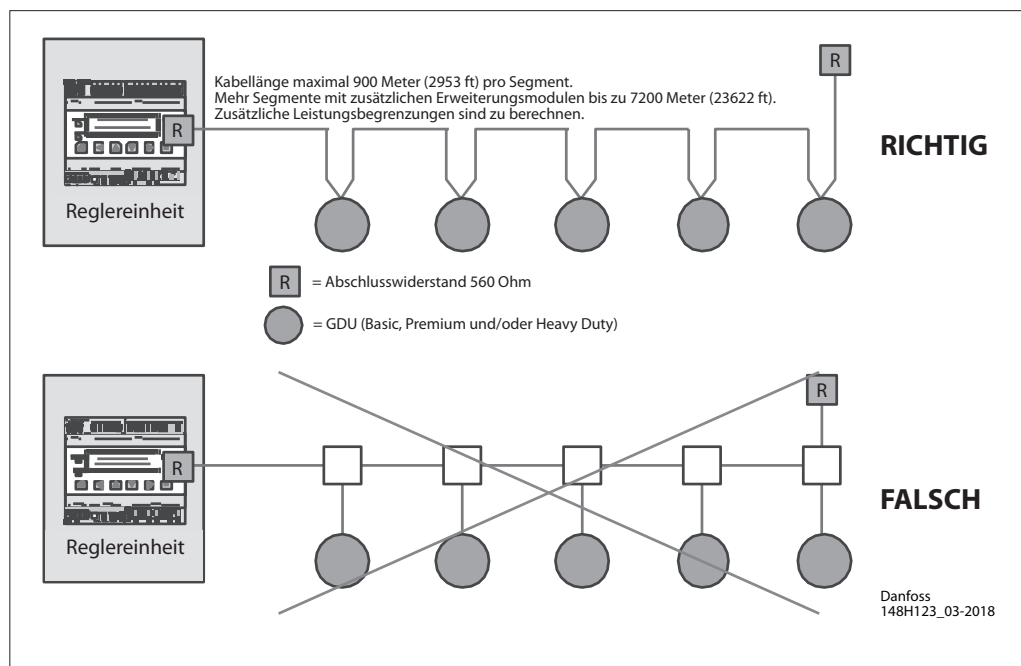 Kabellänge maximal 900 Meter (2953 ft) pro Segment.
Mehr Segmente mit zusätzlichen Erweiterungsmodulen bis zu 7200 Meter (23622 ft).
Zusätzliche Leistungsbegrenzungen sind zu berechnen.
R
R
RICHTIG
Reglereinheit
R = Abschlusswiderstand 560 Ohm
= GDU (Basic, Premium und/oder Heavy Duty)
R
R
FALSCH
Reglereinheit
Danfoss
148H123_03-2018